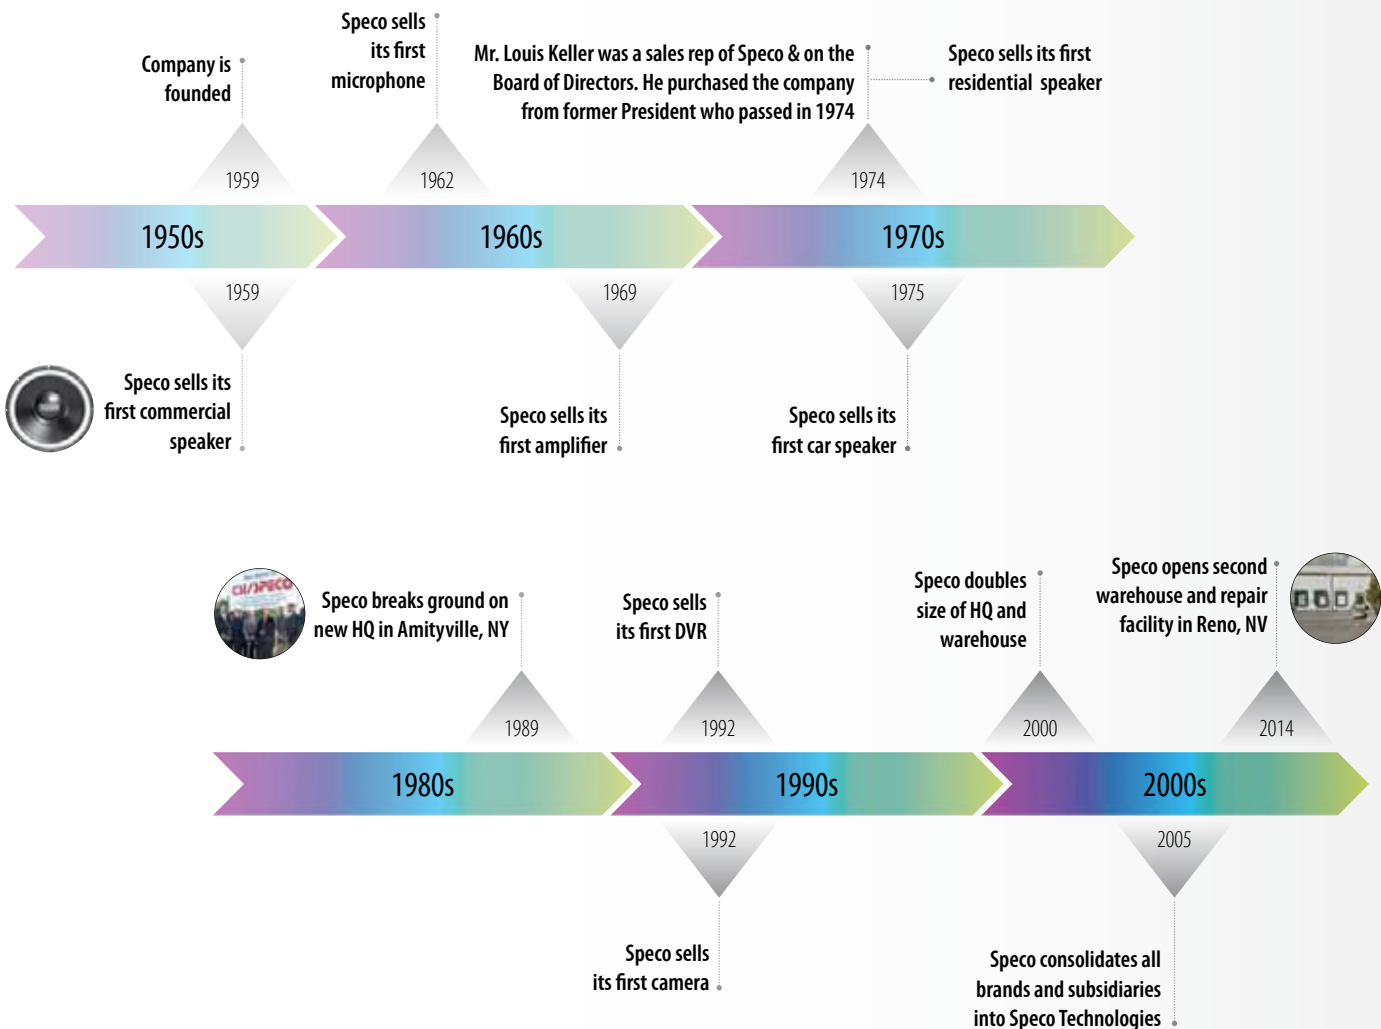 Company is
founded
Speco sells
its first
microphone
Mr. Louis Keller was a sales rep of Speco & on the
Board of Directors. He purchased the company
from former President who passed in 1974
Speco sells its first
residential speaker
1959
1962
1974
1950s
1960s
1970s
1959
1969
1975
Speco sells its
first commercial
speaker
Speco sells its
first amplifier
Speco sells its
first car speaker
CI/SPECO
Speco breaks ground on
new HQ in Amityville, NY
Speco sells
its first DVR
Speco doubles
size of HQ and
warehouse
Speco opens second
warehouse and repair
facility in Reno, NV
1989
1992
2000
2014
1980s
1990s
2000s
1992
2005
Speco sells
its first camera
Speco consolidates all
brands and subsidiaries
into Speco Technologies